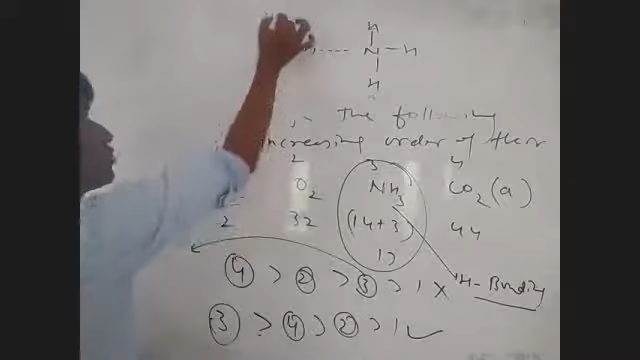 H
H ---- N - H
H
In the following
increasing order of their
2 3 4
O2 NH3 CO2 (a)
2 32 (14+3) 44
17
4 > 2 > 3 > 1 ×
H-Bonding
3 > 4 > 2 > 1 ✓